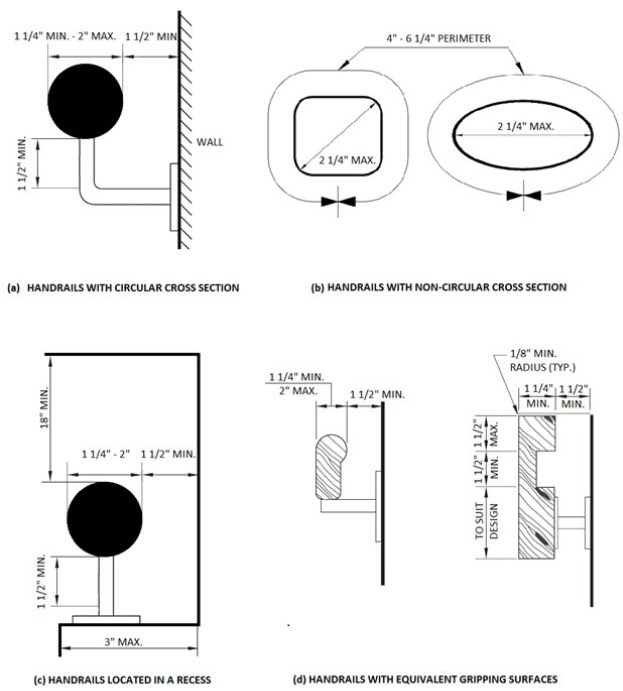 1 1/4" MIN. - 2" MAX.
1 1/2" MIN.
1 1/2" MIN.
WALL
(a) HANDRAILS WITH CIRCULAR CROSS SECTION
4" - 6 1/4" PERIMETER
2 1/4" MAX.
2 1/4" MAX.
(b) HANDRAILS WITH NON-CIRCULAR CROSS SECTION
18" MIN.
1 1/4" - 2"
1 1/2" MIN.
1 1/2" MIN.
3" MAX.
(c) HANDRAILS LOCATED IN A RECESS
1 1/4" MIN.
2" MAX.
1 1/2" MIN.
1/8" MIN.
RADIUS (TYP.)
1 1/4"
MIN.
1 1/2"
MIN.
1 1/2"
MAX.
1 1/2"
MIN.
TO SUIT
DESIGN
(d) HANDRAILS WITH EQUIVALENT GRIPPING SURFACES